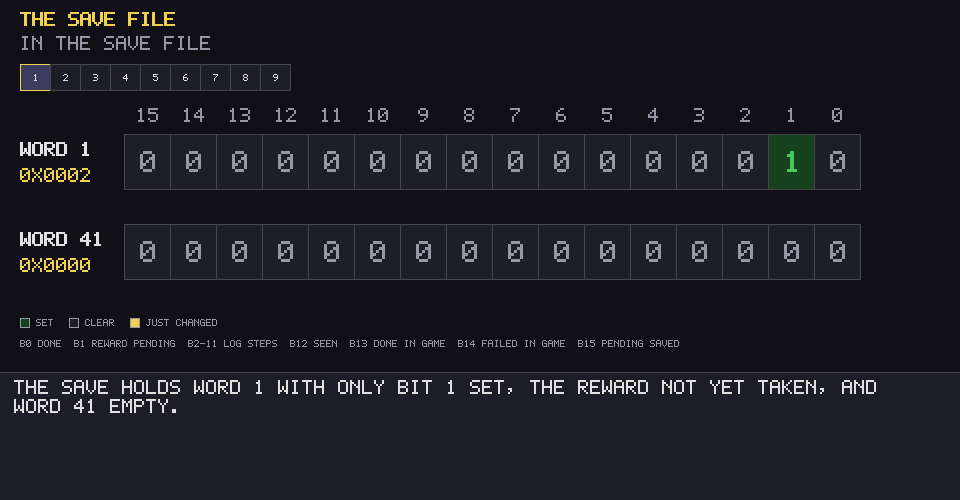 THE SAVE FILE
IN THE SAVE FILE
1 2 3 4 5 6 7 8 9
15 14 13 12 11 10 9 8 7 6 5 4 3 2 1 0
WORD 1
0X0002
0 0 0 0 0 0 0 0 0 0 0 0 0 0 1 0
WORD 41
0X0000
0 0 0 0 0 0 0 0 0 0 0 0 0 0 0 0
SET CLEAR JUST CHANGED
B0 DONE B1 REWARD PENDING B2-11 LOG STEPS B12 SEEN B13 DONE IN GAME B14 FAILED IN GAME B15 PENDING SAVED
THE SAVE HOLDS WORD 1 WITH ONLY BIT 1 SET, THE REWARD NOT YET TAKEN, AND
WORD 41 EMPTY.